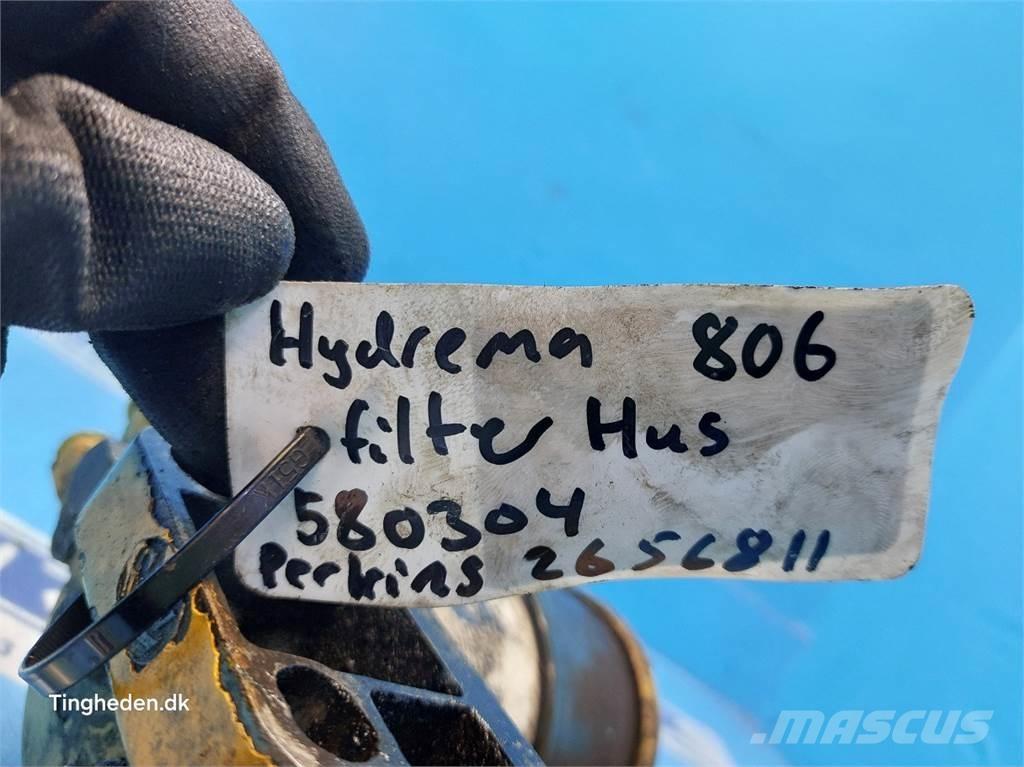 Hydrema 806
filter Hus
580304
Perkins 2656811
Tingheden.dk
MASCUS